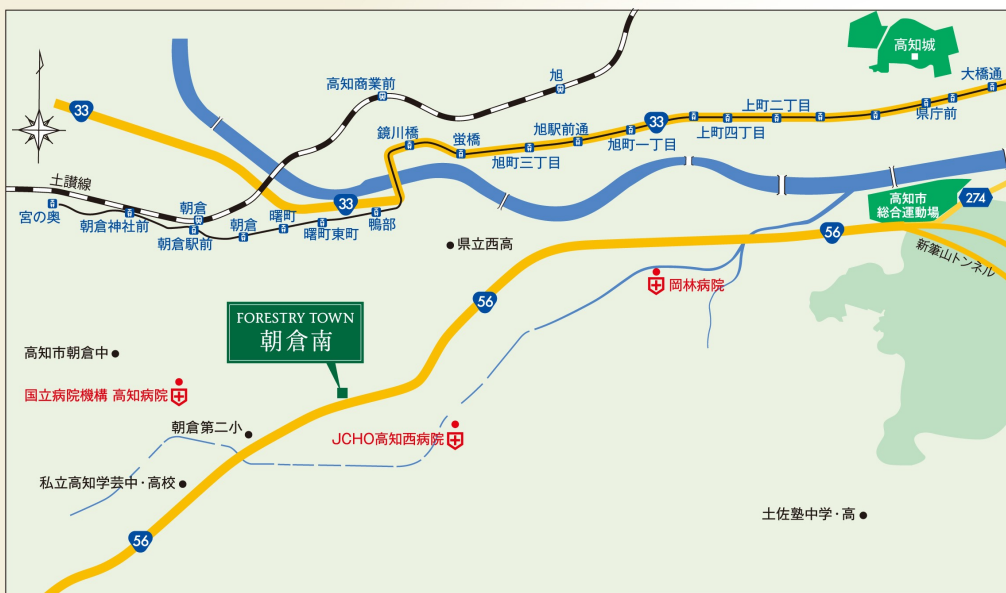 高知城
大橋通
旭
高知商業前
33
上町二丁目
県庁前
33
鏡川橋
蛍橋
旭駅前通
旭町一丁目
上町四丁目
旭町三丁目
土讃線
宮の奥
朝倉神社前
朝倉
朝倉駅前
朝倉
曙町
曙町東町
33
鴨部
高知市
総合運動場
274
県立西高
56
新筆山トンネル
岡林病院
56
FORESTRY TOWN
朝倉南
高知市朝倉中
国立病院機構 高知病院
朝倉第二小
JCHO高知西病院
私立高知学芸中・高校
土佐塾中学・高
56